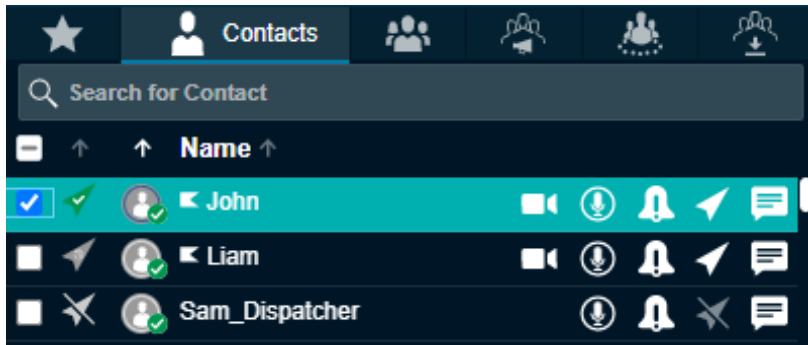 Contacts
Search for Contact
Name
John
Liam
Sam_Dispatcher